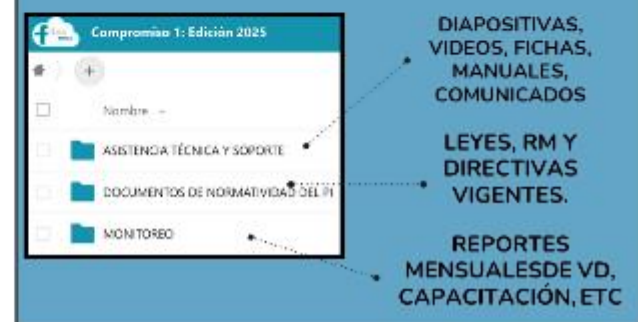 Compromiso 1: Edición 2025
Nombre
ASISTENCIA TÉCNICA Y SOPORTE
DOCUMENTOS DE NORMATIVIDAD DEL PI
MONITOREO
DIAPOSITIVAS,
VIDEOS, FICHAS,
MANUALES,
COMUNICADOS
LEYES, RM Y
DIRECTIVAS
VIGENTES.
REPORTES
MENSUALESDE VD,
CAPACITACIÓN, ETC